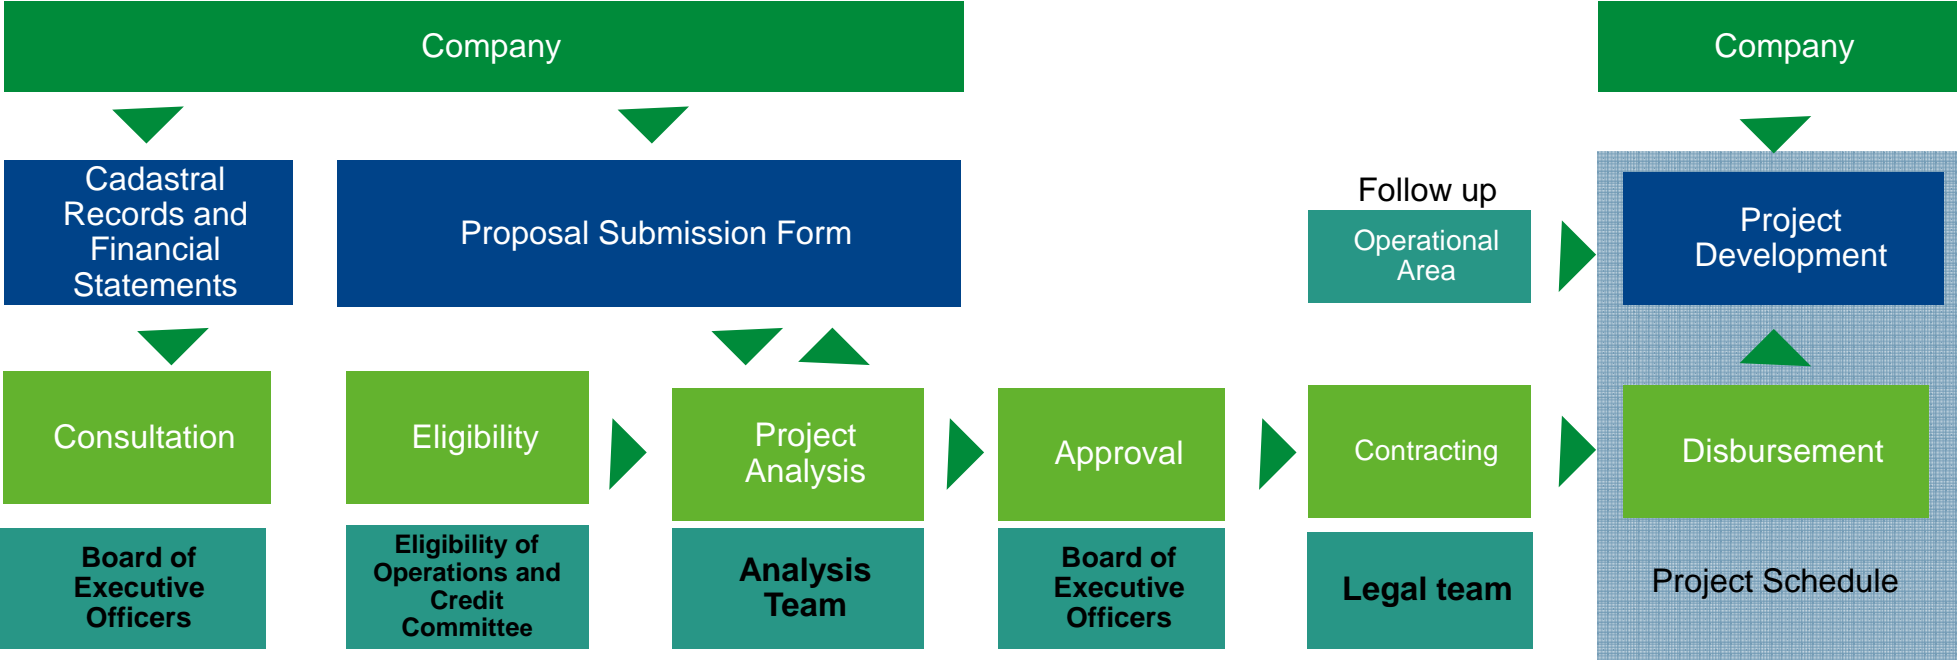 Company
Company
Cadastral
Records and
Financial
Statements
Proposal Submission Form
Follow up
Operational
Area
Project
Development
Consultation
Eligibility
Project
Analysis
Approval
Contracting
Disbursement
Board of
Executive
Officers
Eligibility of
Operations and
Credit
Committee
Analysis
Team
Board of
Executive
Officers
Legal team
Project Schedule